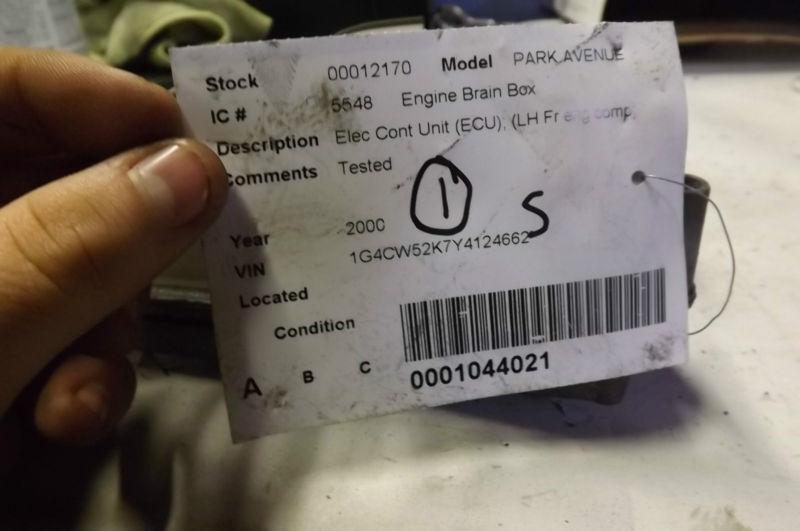 Stock 00012170 Model PARK AVENUE
IC # 5548 Engine Brain Box
Description Elec Cont Unit (ECU), (LH Fr eng comp,
Comments Tested
1 S
Year 2000
VIN 1G4CW52K7Y4124662
Located
Condition
A B C 0001044021